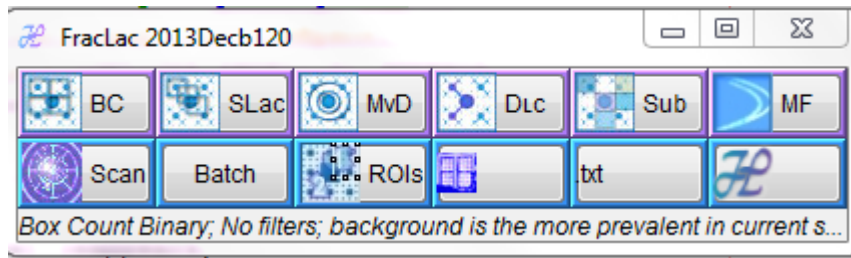 FracLac 2013Decb120
BC SLac MvD DLC Sub MF
Scan Batch ROIs .txt
Box Count Binary; No filters; background is the more prevalent in current s...